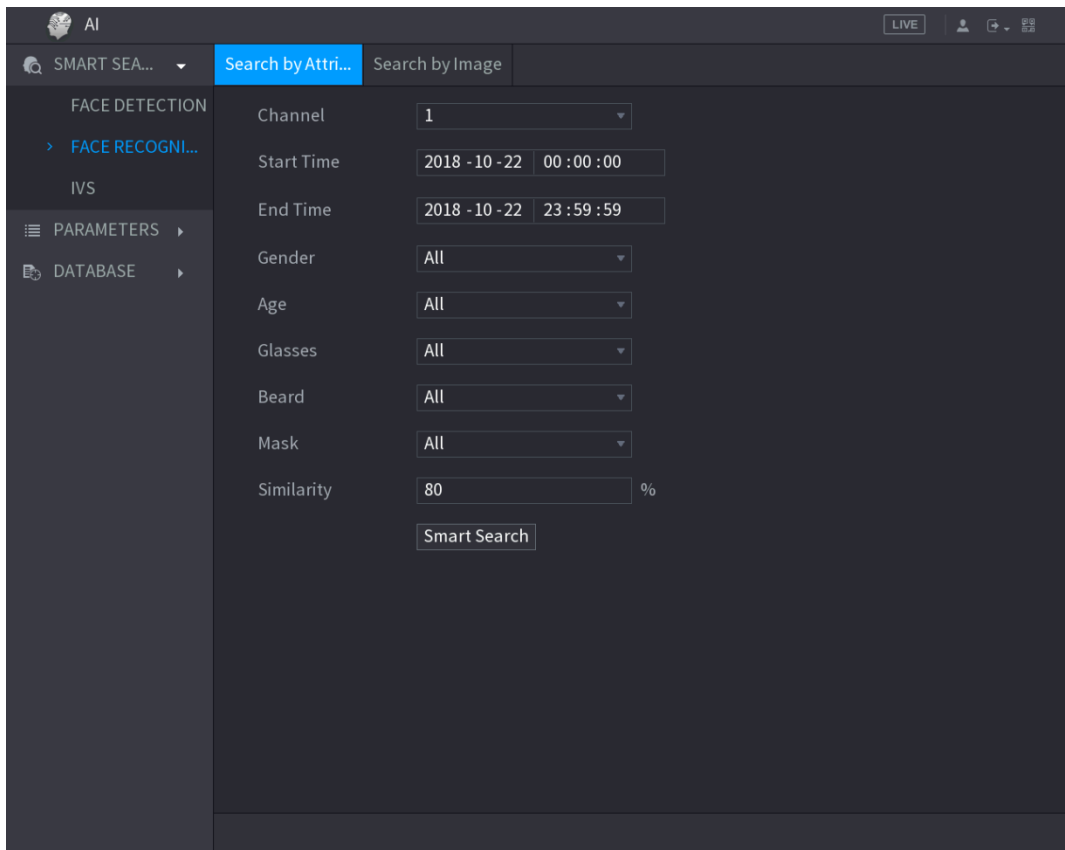 AI LIVE
SMART SEA...
Search by Attri... Search by Image
FACE DETECTION
FACE RECOGNI...
IVS
PARAMETERS
DATABASE
Channel 1
Start Time 2018 - 10 - 22 00 : 00 : 00
End Time 2018 - 10 - 22 23 : 59 : 59
Gender All
Age All
Glasses All
Beard All
Mask All
Similarity 80 %
Smart Search